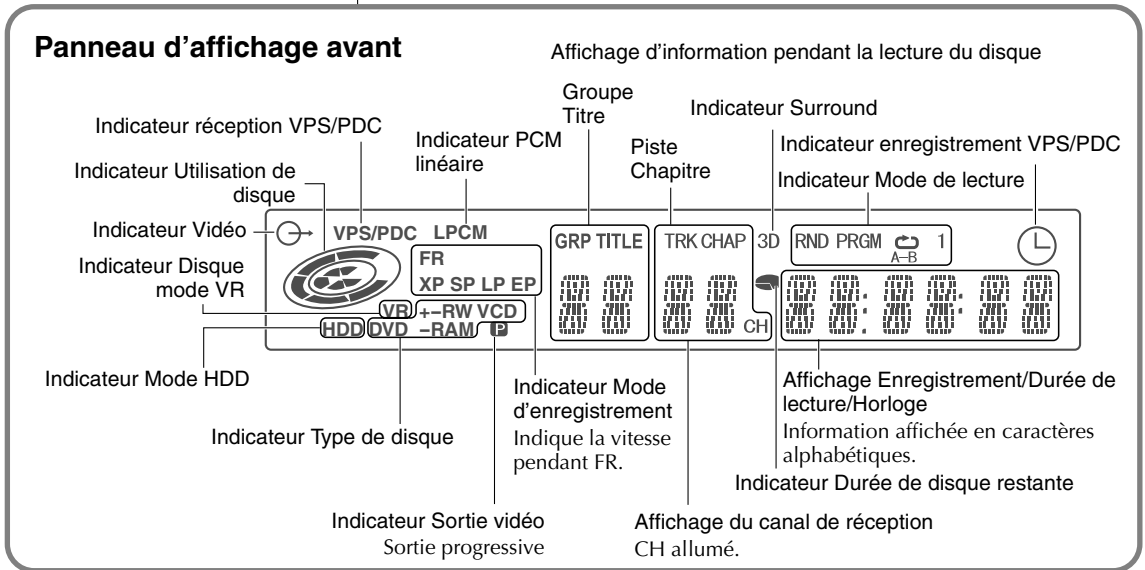 Panneau d'affichage avant
Affichage d'information pendant la lecture du disque
Groupe
Titre
Indicateur Surround
Indicateur réception VPS/PDC
Indicateur PCM
linéaire
Piste
Chapitre
Indicateur enregistrement VPS/PDC
Indicateur Utilisation de
disque
Indicateur Mode de lecture
Indicateur Vidéo
VPS/PDC LPCM
GRP TITLE
TRK CHAP
3D
RND PRGM 1
A–B
Indicateur Disque
mode VR
FR
XP SP LP EP
VR
+–RW VCD
HDD
DVD –RAM P
CH
Indicateur Mode HDD
Indicateur Type de disque
Indicateur Mode
d'enregistrement
Indique la vitesse
pendant FR.
Affichage Enregistrement/Durée de
lecture/Horloge
Information affichée en caractères
alphabétiques.
Indicateur Durée de disque restante
Indicateur Sortie vidéo
Sortie progressive
Affichage du canal de réception
CH allumé.